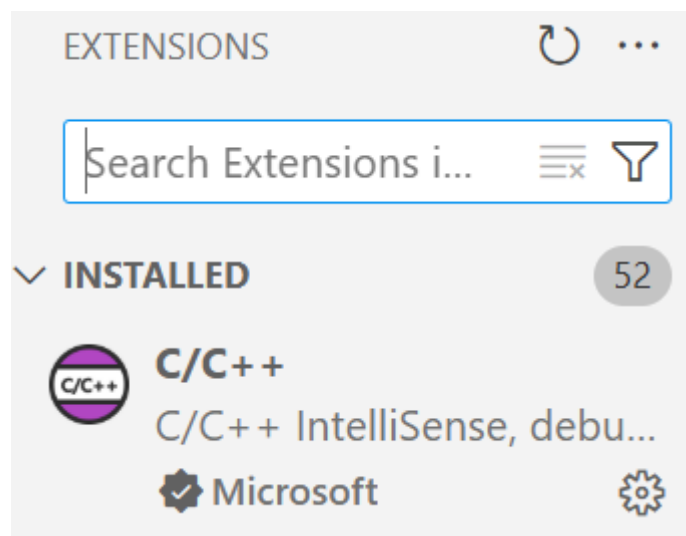 EXTENSIONS
Search Extensions i...
INSTALLED 52
C/C++
C/C++
C/C++ IntelliSense, debu...
Microsoft